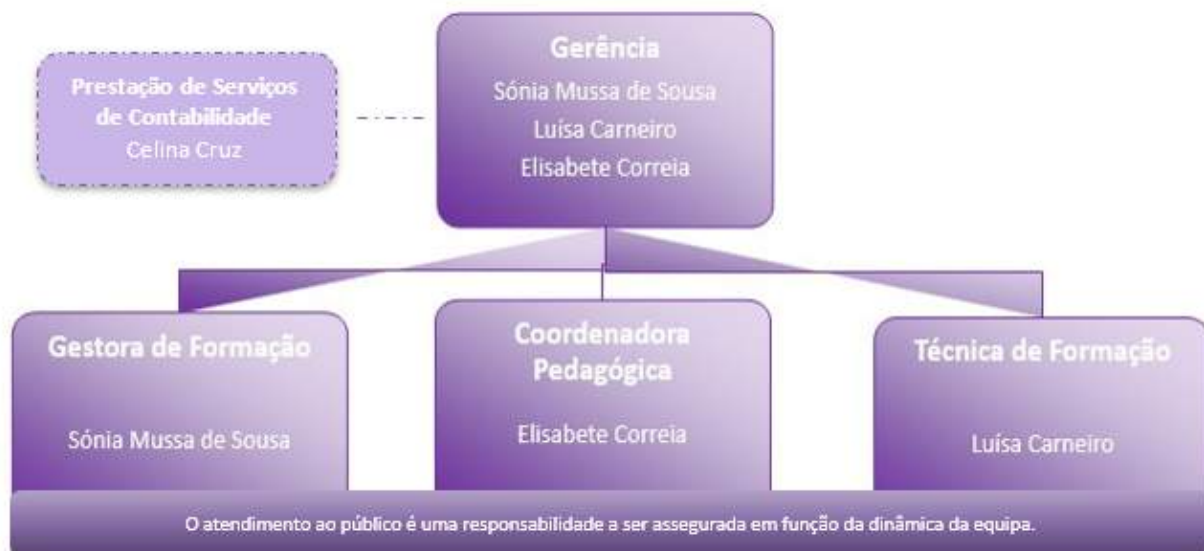 Gerência
Sónia Mussa de Sousa
Luísa Carneiro
Elisabete Correia
Prestação de Serviços
de Contabilidade
Celina Cruz
Gestora de Formação
Sónia Mussa de Sousa
Coordenadora
Pedagógica
Elisabete Correia
Técnica de Formação
Luísa Carneiro
O atendimento ao público é uma responsabilidade a ser assegurada em função da dinâmica da equipa.